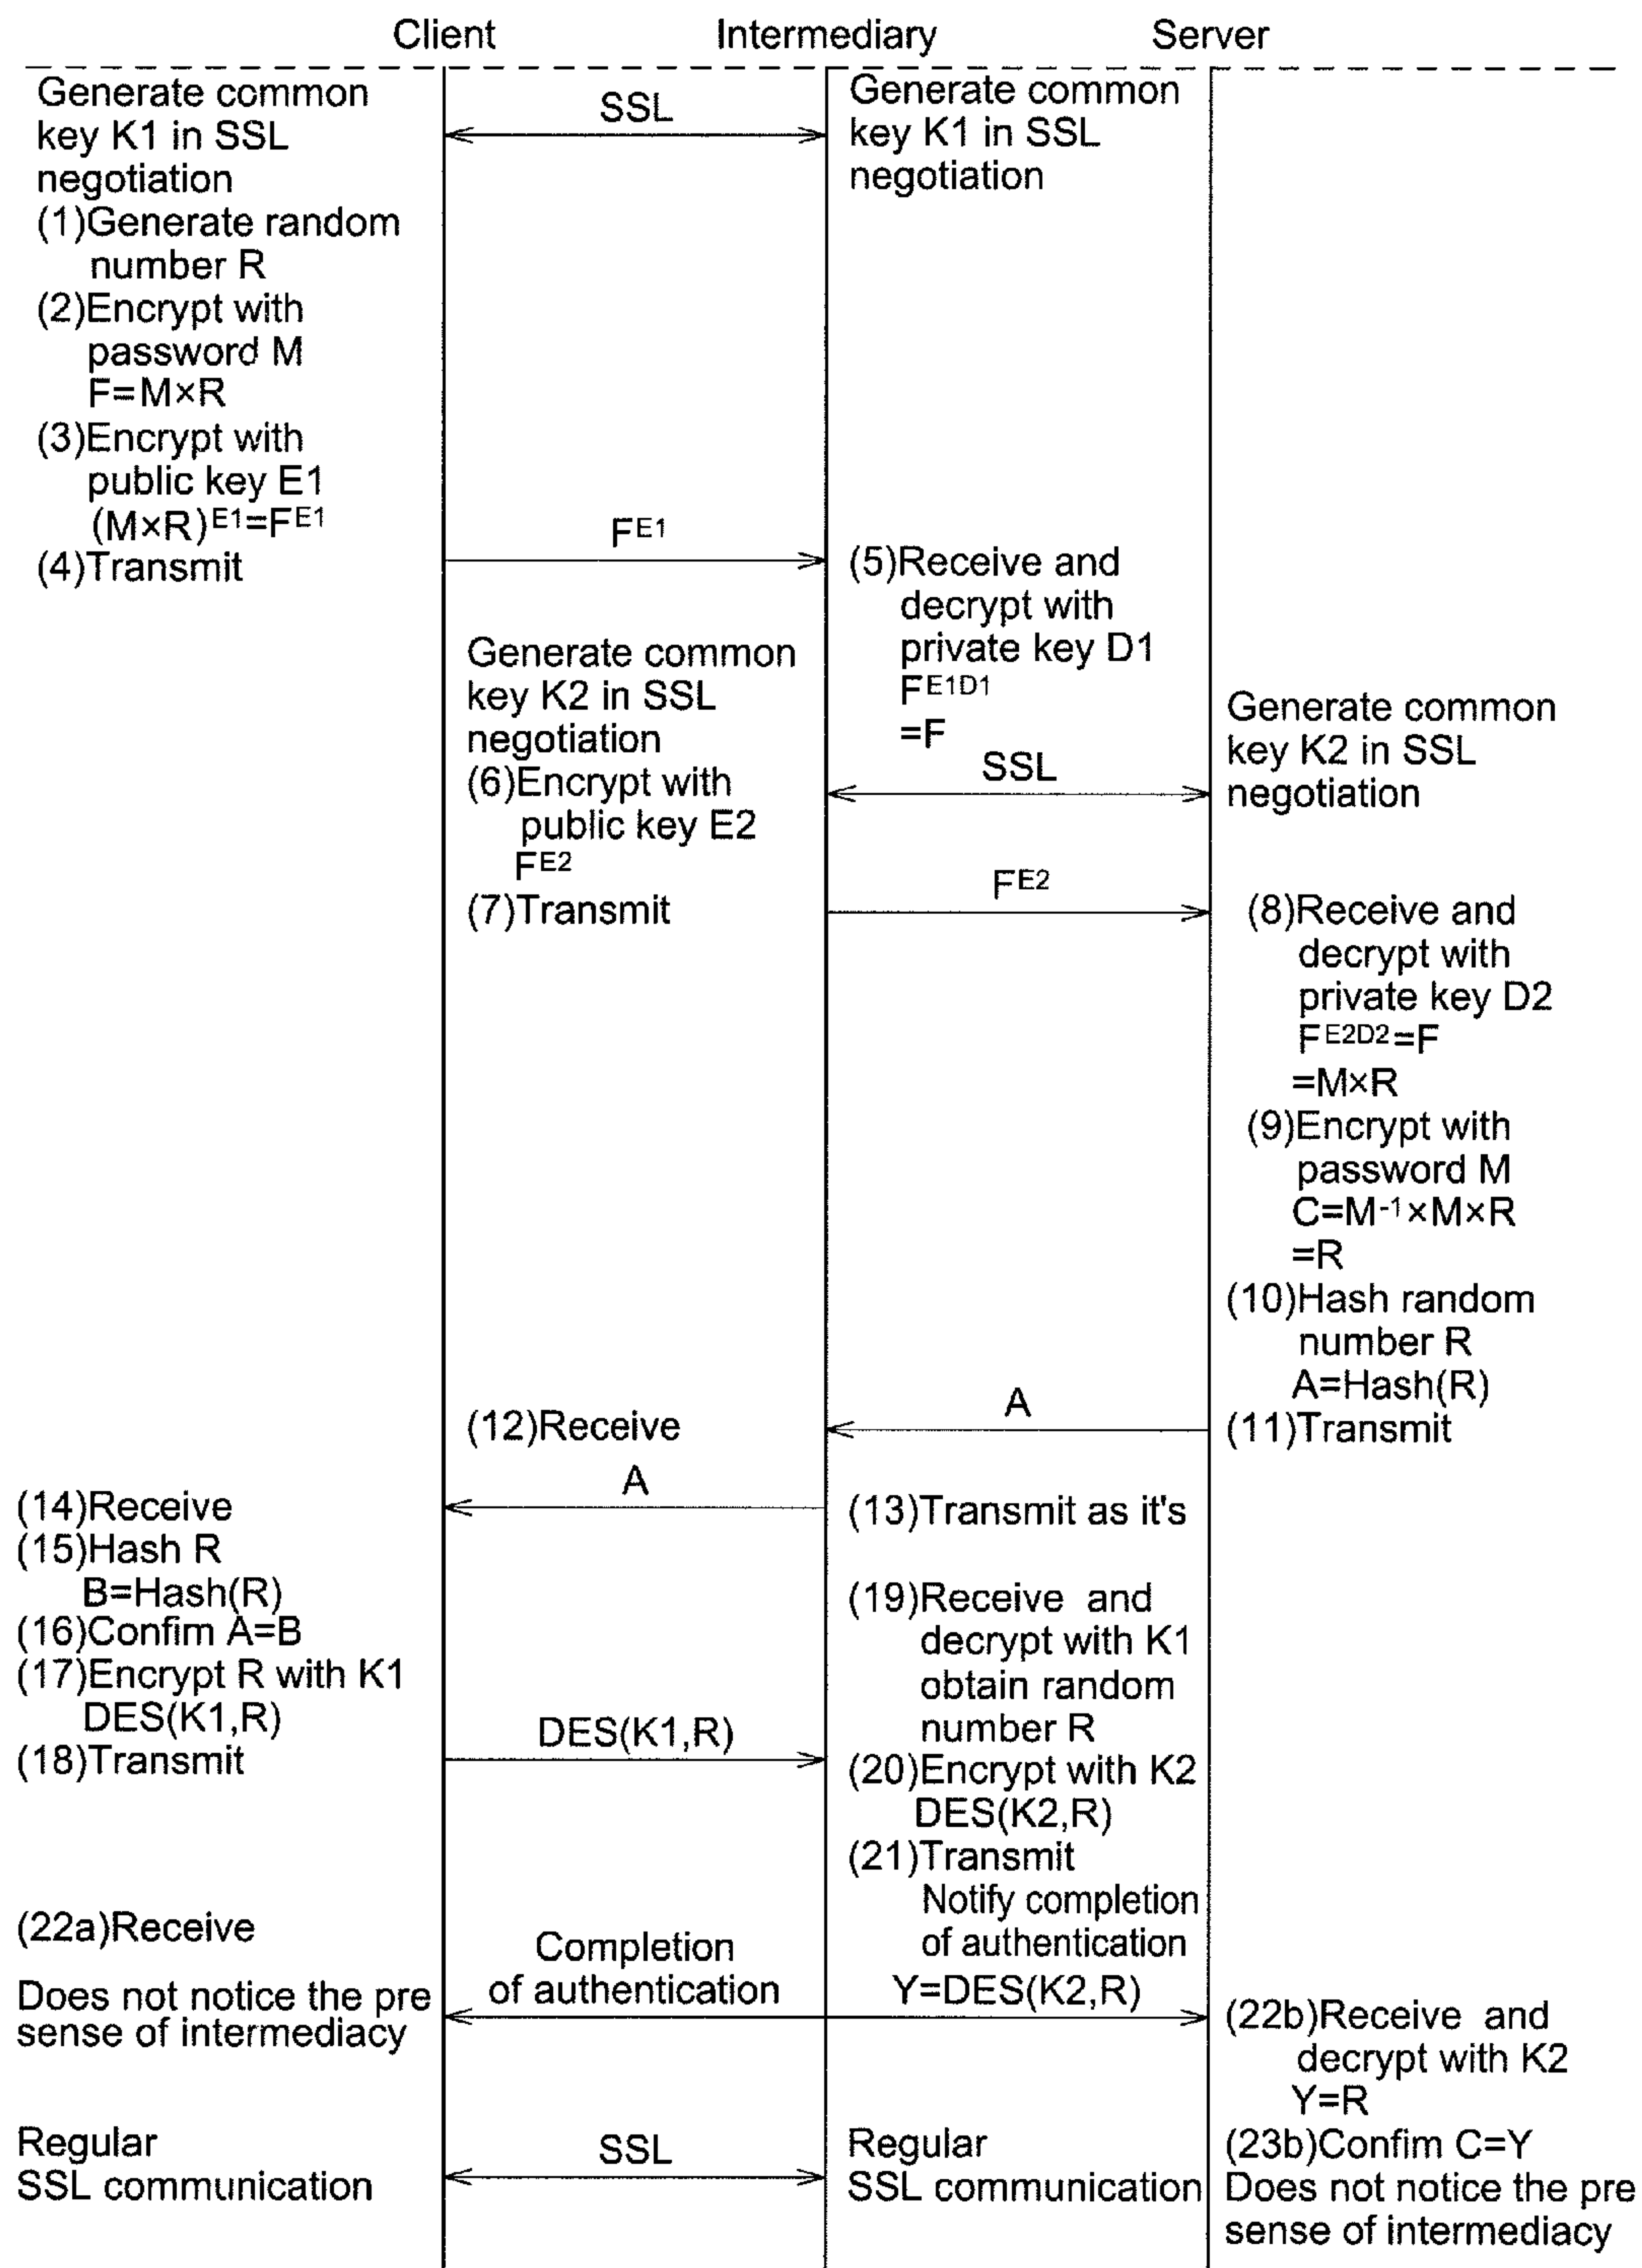 Client Intermediary Server
Generate common
key K1 in SSL
negotiation
SSL
Generate common
key K1 in SSL
negotiation
(1)Generate random
number R
(2)Encrypt with
password M
F=M×R
(3)Encrypt with
public key E1
(M×R)^E1=F^E1
(4)Transmit
F^E1
(5)Receive and
decrypt with
private key D1
F^E1D1
=F
Generate common
key K2 in SSL
negotiation
SSL
Generate common
key K2 in SSL
negotiation
(6)Encrypt with
public key E2
F^E2
(7)Transmit
F^E2
(8)Receive and
decrypt with
private key D2
F^E2D2=F
=M×R
(9)Encrypt with
password M
C=M^-1×M×R
=R
(10)Hash random
number R
A=Hash(R)
(11)Transmit
A
(12)Receive
(13)Transmit as it's
A
(14)Receive
(15)Hash R
B=Hash(R)
(16)Confim A=B
(17)Encrypt R with K1
DES(K1,R)
(18)Transmit
DES(K1,R)
(19)Receive and
decrypt with K1
obtain random
number R
(20)Encrypt with K2
DES(K2,R)
(21)Transmit
Notify completion
of authentication
Y=DES(K2,R)
Completion
of authentication
(22a)Receive
Does not notice the pre
sense of intermediacy
(22b)Receive and
decrypt with K2
Y=R
(23b)Confim C=Y
Does not notice the pre
sense of intermediacy
Regular
SSL communication
SSL
Regular
SSL communication